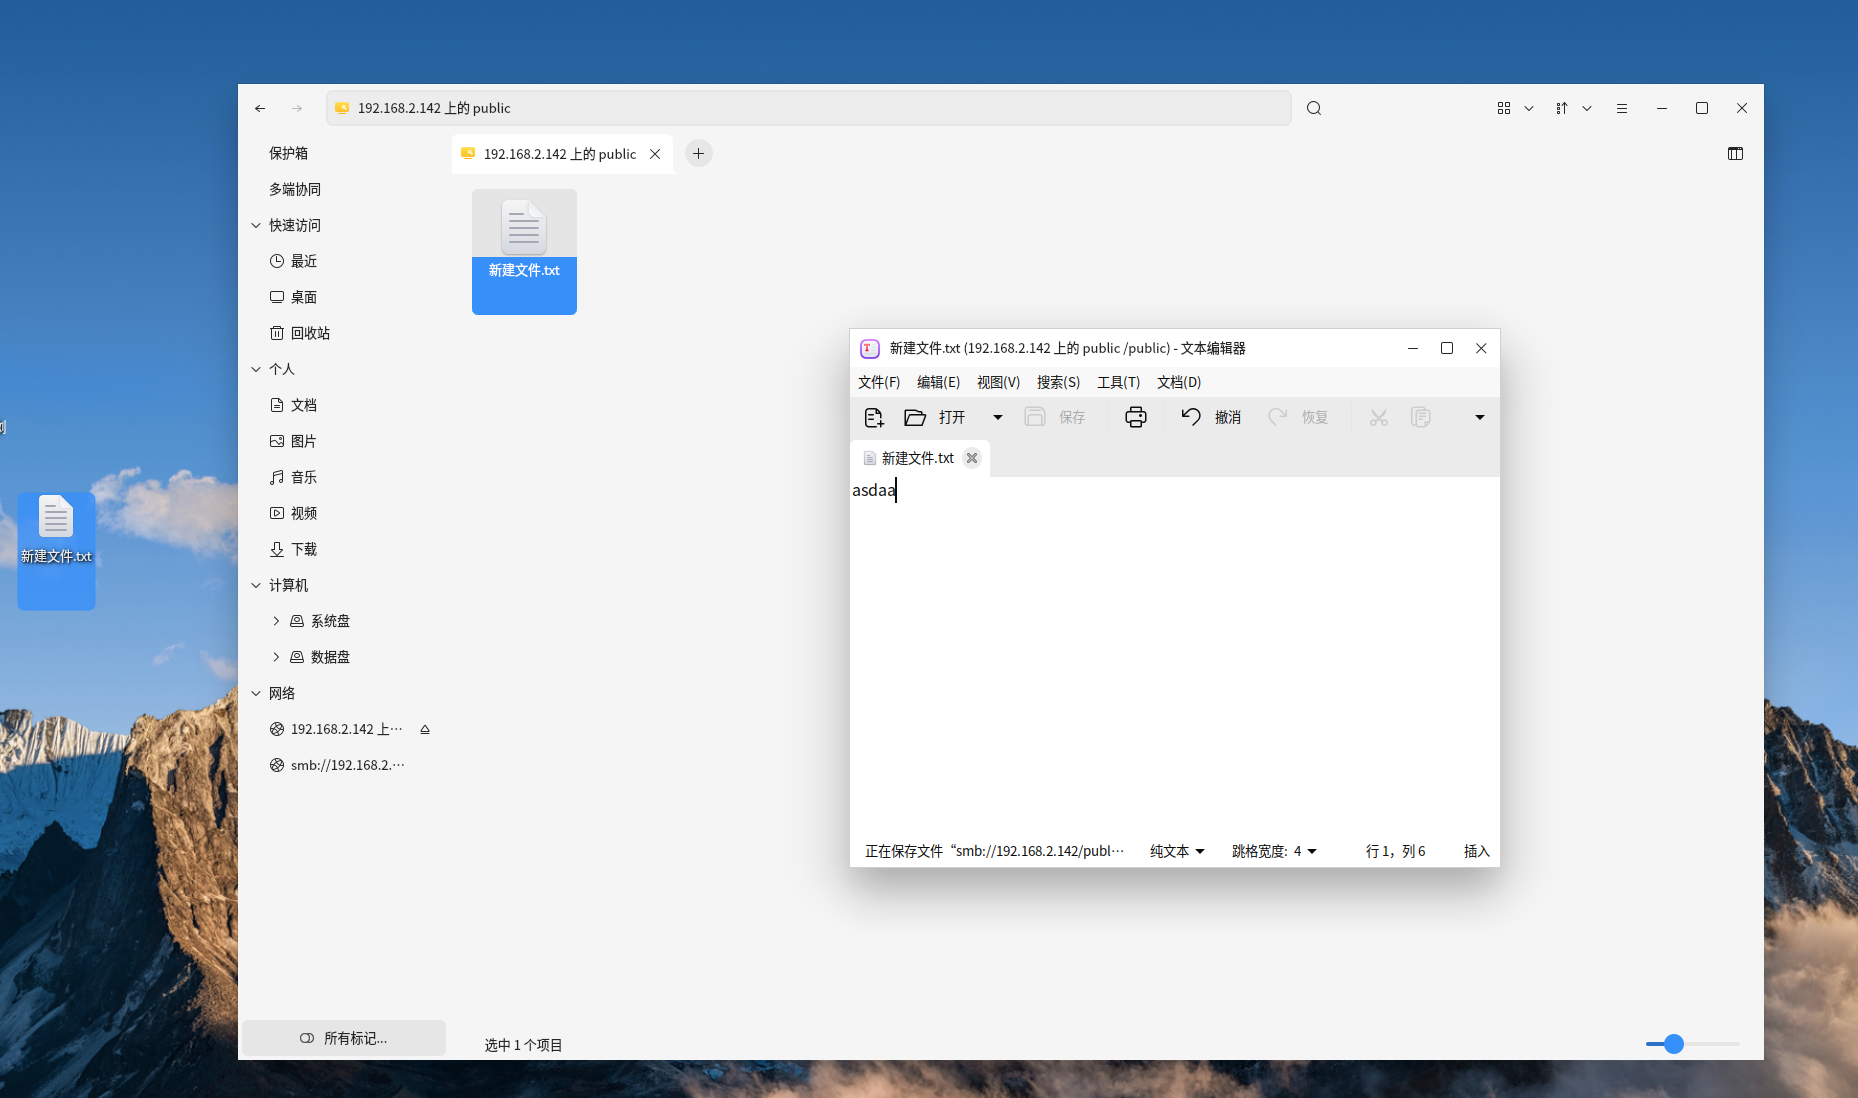 192.168.2.142 上的 public
保护箱
多端协同
快速访问
最近
桌面
回收站
个人
文档
图片
音乐
视频
下载
计算机
系统盘
数据盘
网络
192.168.2.142 上…
smb://192.168.2.…
所有标记...
192.168.2.142 上的 public
新建文件.txt
选中 1 个项目
新建文件.txt (192.168.2.142 上的 public /public) - 文本编辑器
文件(F) 编辑(E) 视图(V) 搜索(S) 工具(T) 文档(D)
打开 保存 撤消 恢复
新建文件.txt
asdaa
正在保存文件“smb://192.168.2.142/publ… 纯文本 跳格宽度: 4 行 1，列 6 插入
新建文件.txt